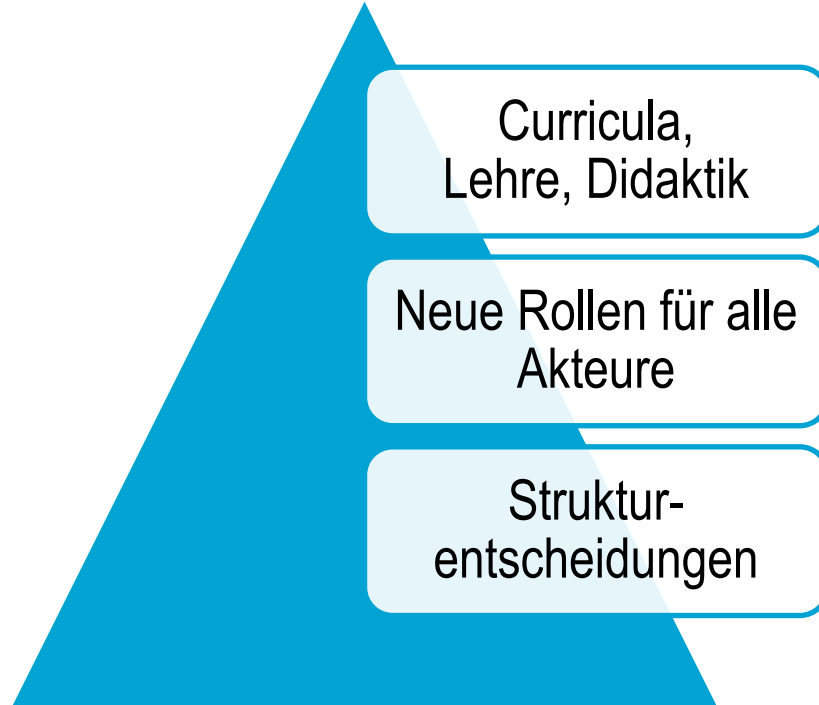 Curricula,
Lehre, Didaktik
Neue Rollen für alle
Akteure
Struktur-
entscheidungen